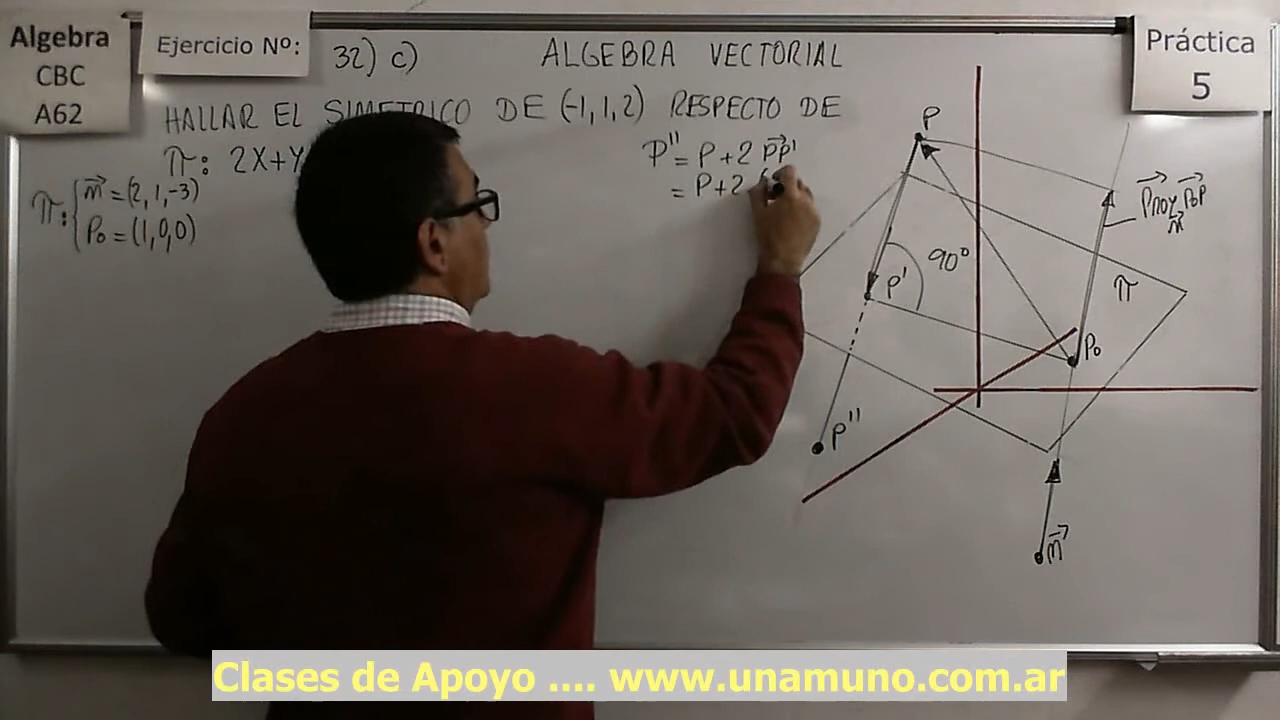 Algebra
CBC
A62
Ejercicio Nº:
32) c)
ALGEBRA VECTORIAL
Práctica
5
HALLAR EL SIMETRICO DE (-1, 1, 2) RESPECTO DE
π: 2X+Y
π: { n⃗ = (2, 1, -3)
P₀ = (1,0,0)
P'' = P + 2 PP'⃗
= P + 2
P
P'
90°
π
P₀
P''
Proy P₀P⃗
n⃗
n⃗
Clases de Apoyo .... www.unamuno.com.ar